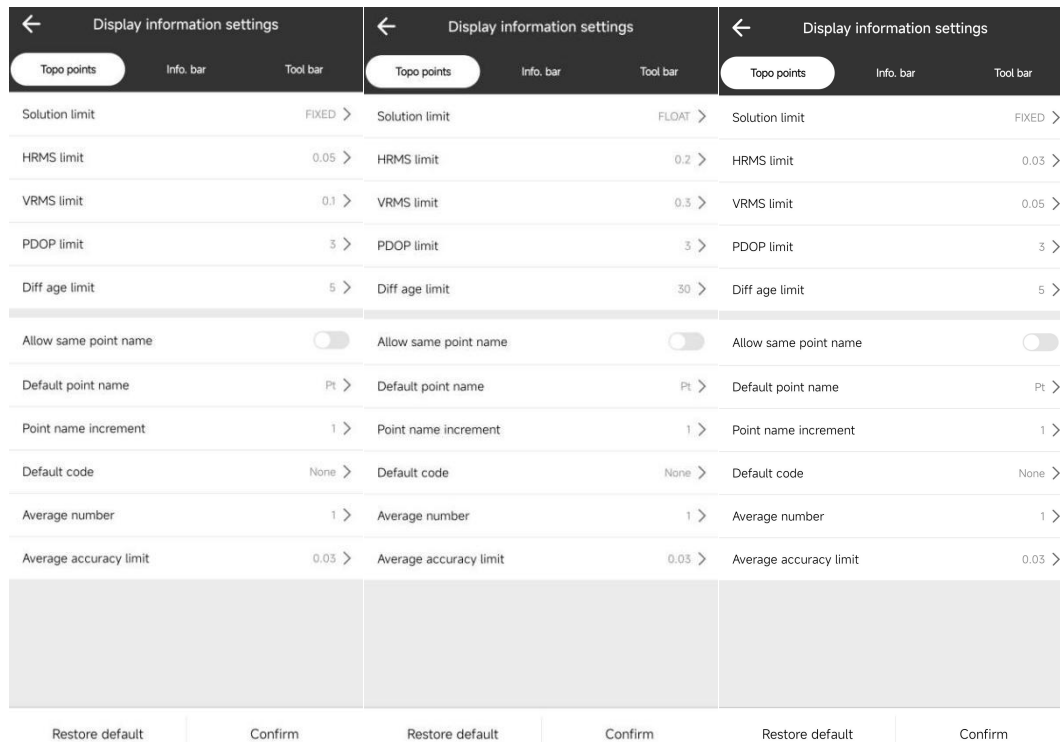 Display information settings
Topo points Info. bar Tool bar
Solution limit FIXED
HRMS limit 0.05
VRMS limit 0.1
PDOP limit 3
Diff age limit 5
Allow same point name
Default point name Pt
Point name increment 1
Default code None
Average number 1
Average accuracy limit 0.03
Restore default Confirm
Display information settings
Topo points Info. bar Tool bar
Solution limit FLOAT
HRMS limit 0.2
VRMS limit 0.3
PDOP limit 3
Diff age limit 30
Allow same point name
Default point name Pt
Point name increment 1
Default code None
Average number 1
Average accuracy limit 0.03
Restore default Confirm
Display information settings
Topo points Info. bar Tool bar
Solution limit FIXED
HRMS limit 0.03
VRMS limit 0.05
PDOP limit 3
Diff age limit 5
Allow same point name
Default point name Pt
Point name increment 1
Default code None
Average number 1
Average accuracy limit 0.03
Restore default Confirm